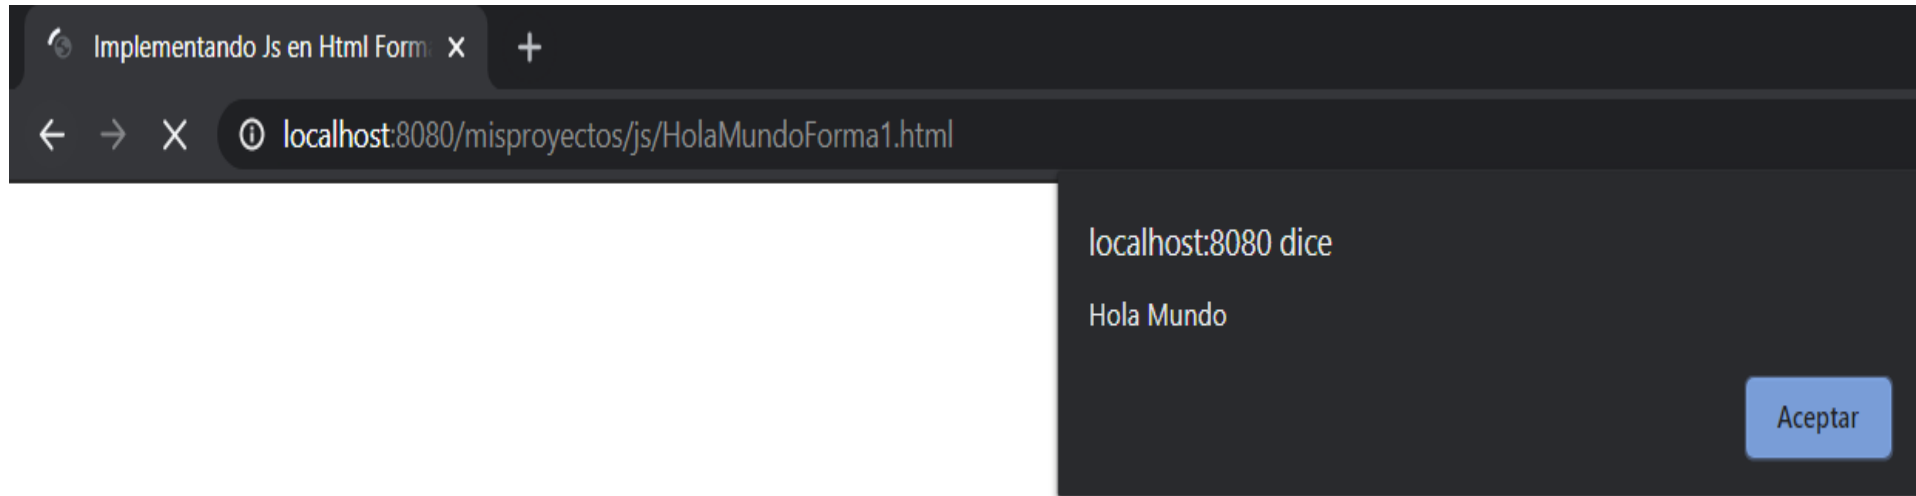 Implementando Js en Html Form
localhost:8080/misproyectos/js/HolaMundoForma1.html
localhost:8080 dice
Hola Mundo
Aceptar